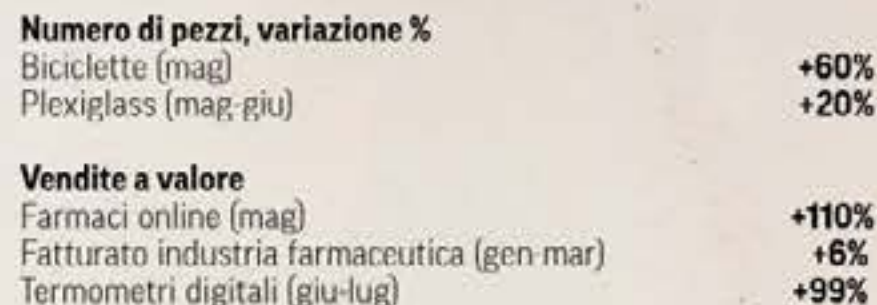 Numero di pezzi, variazione %
Biciclette (mag) +60%
Plexiglass (mag-giu) +20%
Vendite a valore
Farmaci online (mag) +110%
Fatturato industria farmaceutica (gen-mar) +6%
Termometri digitali (giu-lug) +99%